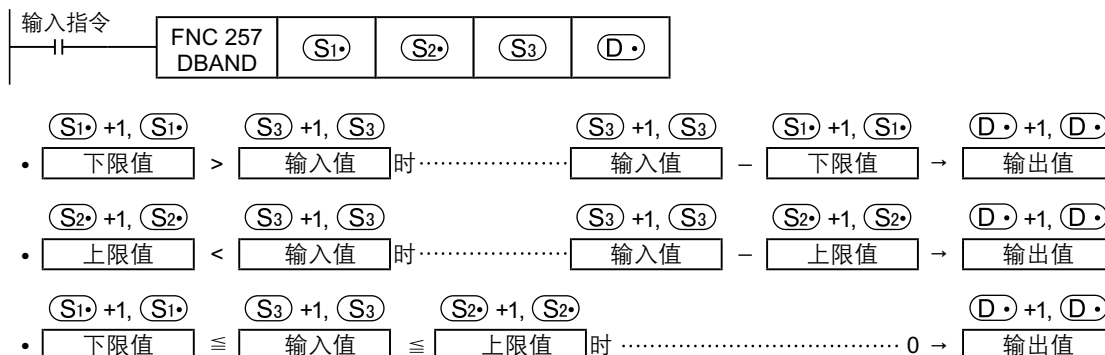 输入指令
FNC 257
DBAND
S1•
S2•
S3
D•
S1• +1, S1•
S3 +1, S3
S3 +1, S3
S1• +1, S1•
D• +1, D•
• 下限值 > 输入值 时····················输入值 – 下限值 → 输出值
S2• +1, S2•
S3 +1, S3
S3 +1, S3
S2• +1, S2•
D• +1, D•
• 上限值 < 输入值 时····················输入值 – 上限值 → 输出值
S1• +1, S1•
S3 +1, S3
S2• +1, S2•
D• +1, D•
• 下限值 ≦ 输入值 ≦ 上限值 时 ····································· 0 → 输出值